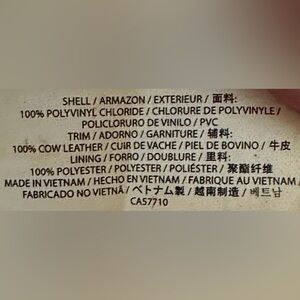 SHELL / ARMAZON / EXTERIEUR / 面料:
100% POLYVINYL CHLORIDE / CHLORURE DE POLYVINYLE /
POLICLORURO DE VINILO / PVC
TRIM / ADORNO / GARNITURE / 辅料:
100% COW LEATHER / CUIR DE VACHE / PIEL DE BOVINO / 牛皮
LINING / FORRO / DOUBLURE / 里料:
100% POLYESTER / POLYESTER / POLIÉSTER / 聚酯纤维
MADE IN VIETNAM / HECHO EN VIETNAM / FABRIQUE AU VIETNAM /
FABRICADO NO VIETNÃ / ベトナム製 / 越南制造 / 베트남
CA57710